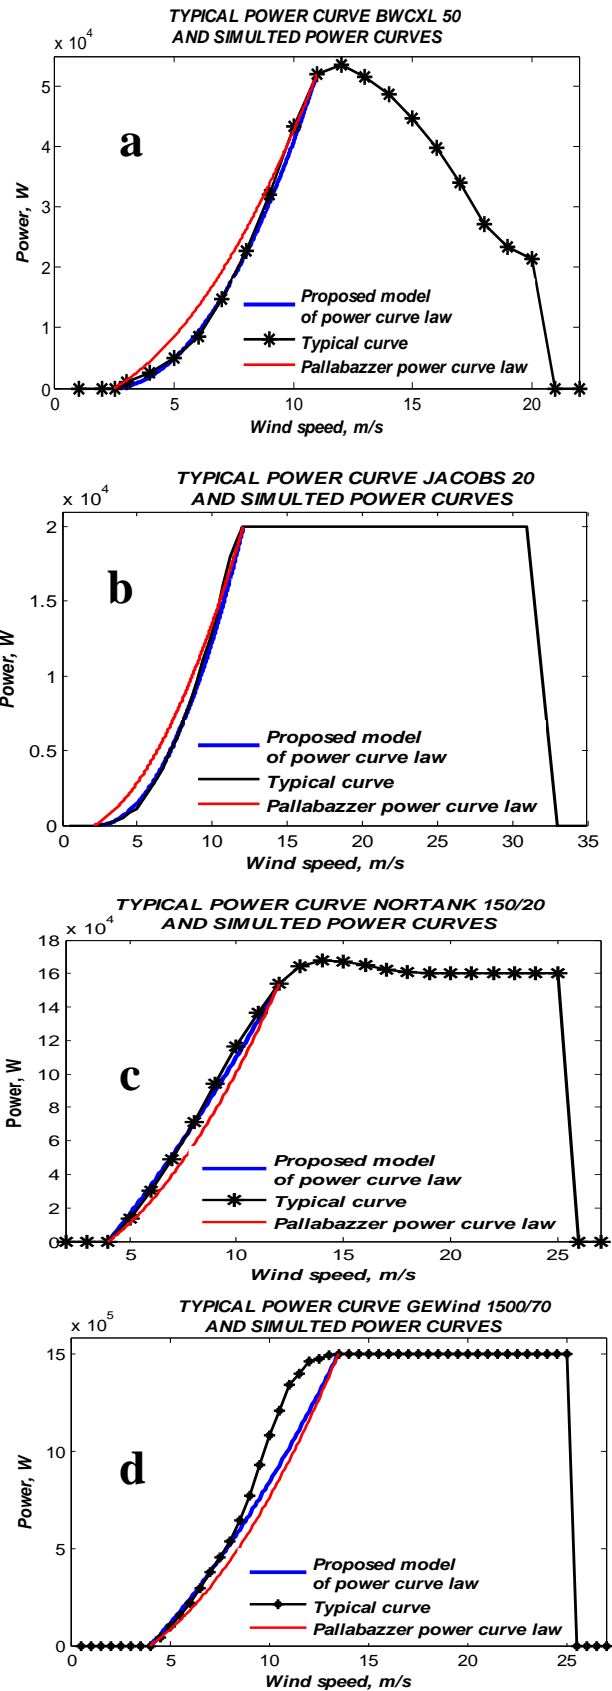 TYPICAL POWER CURVE BWCXL 50
AND SIMULTED POWER CURVES
x 10^4
5
4
3
2
1
0
a
Power, W
Proposed model
of power curve law
Typical curve
Pallabazzer power curve law
0 5 10 15 20
Wind speed, m/s
TYPICAL POWER CURVE JACOBS 20
AND SIMULTED POWER CURVES
x 10^4
2
1.5
1
0.5
0
b
Power, W
Proposed model
of power curve law
Typical curve
Pallabazzer power curve law
0 5 10 15 20 25 30 35
Wind speed, m/s
TYPICAL POWER CURVE NORTANK 150/20
AND SIMULTED POWER CURVES
x 10^4
18
16
14
12
10
8
6
4
2
0
c
Power, W
Proposed model
of power curve law
Typical curve
Pallabazzer power curve law
5 10 15 20 25
Wind speed, m/s
TYPICAL POWER CURVE GEWind 1500/70
AND SIMULTED POWER CURVES
x 10^5
15
10
5
0
d
Power, W
Proposed model
of power curve law
Typical curve
Pallabazzer power curve law
0 5 10 15 20 25
Wind speed, m/s